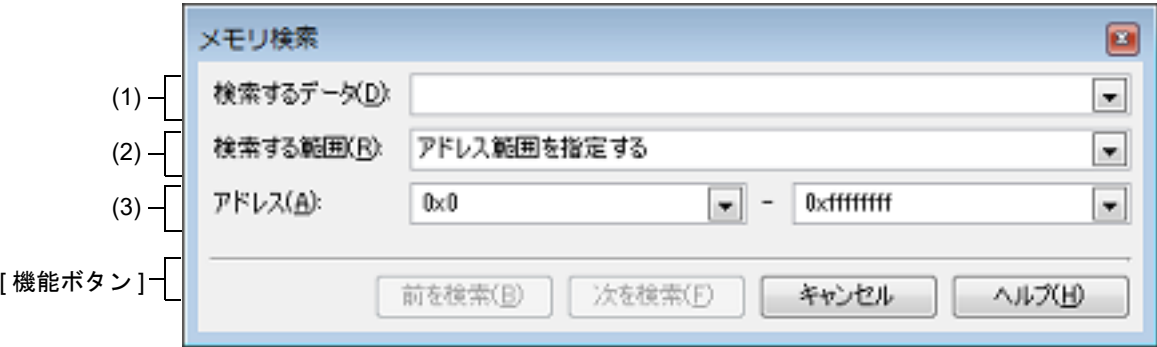 メモリ検索
(1) 検索するデータ(D):
(2) 検索する範囲(R): アドレス範囲を指定する
(3) アドレス(A): 0x0 - 0xffffffff
[ 機能ボタン ] 前を検索(B) 次を検索(F) キャンセル ヘルプ(H)